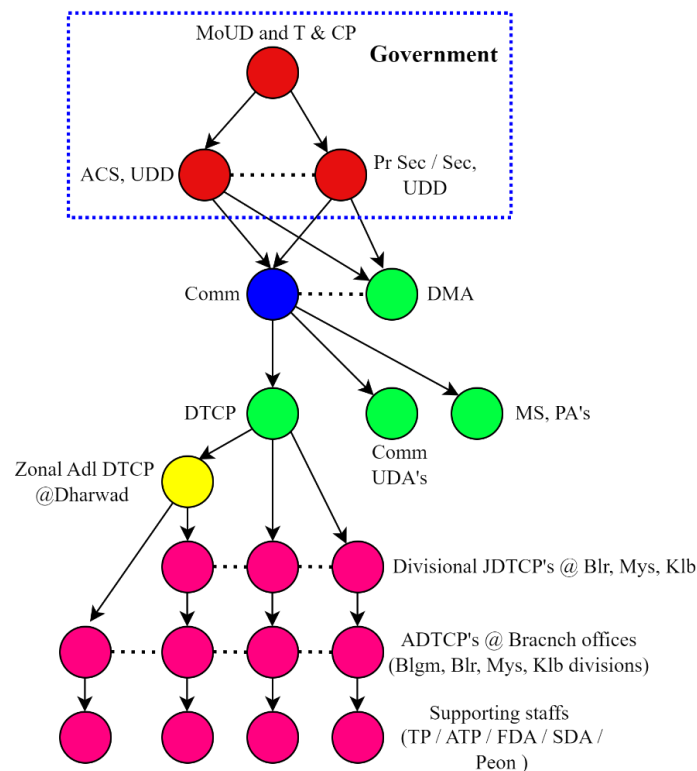 MoUD and T & CP
Government
ACS, UDD
Pr Sec / Sec,
UDD
Comm
DMA
DTCP
MS, PA's
Comm
UDA's
Zonal Adl DTCP
@Dharwad
Divisional JDTCP's @ Blr, Mys, Klb
ADTCP's @ Bracnch offices
(Blgm, Blr, Mys, Klb divisions)
Supporting staffs
(TP / ATP / FDA / SDA /
Peon )